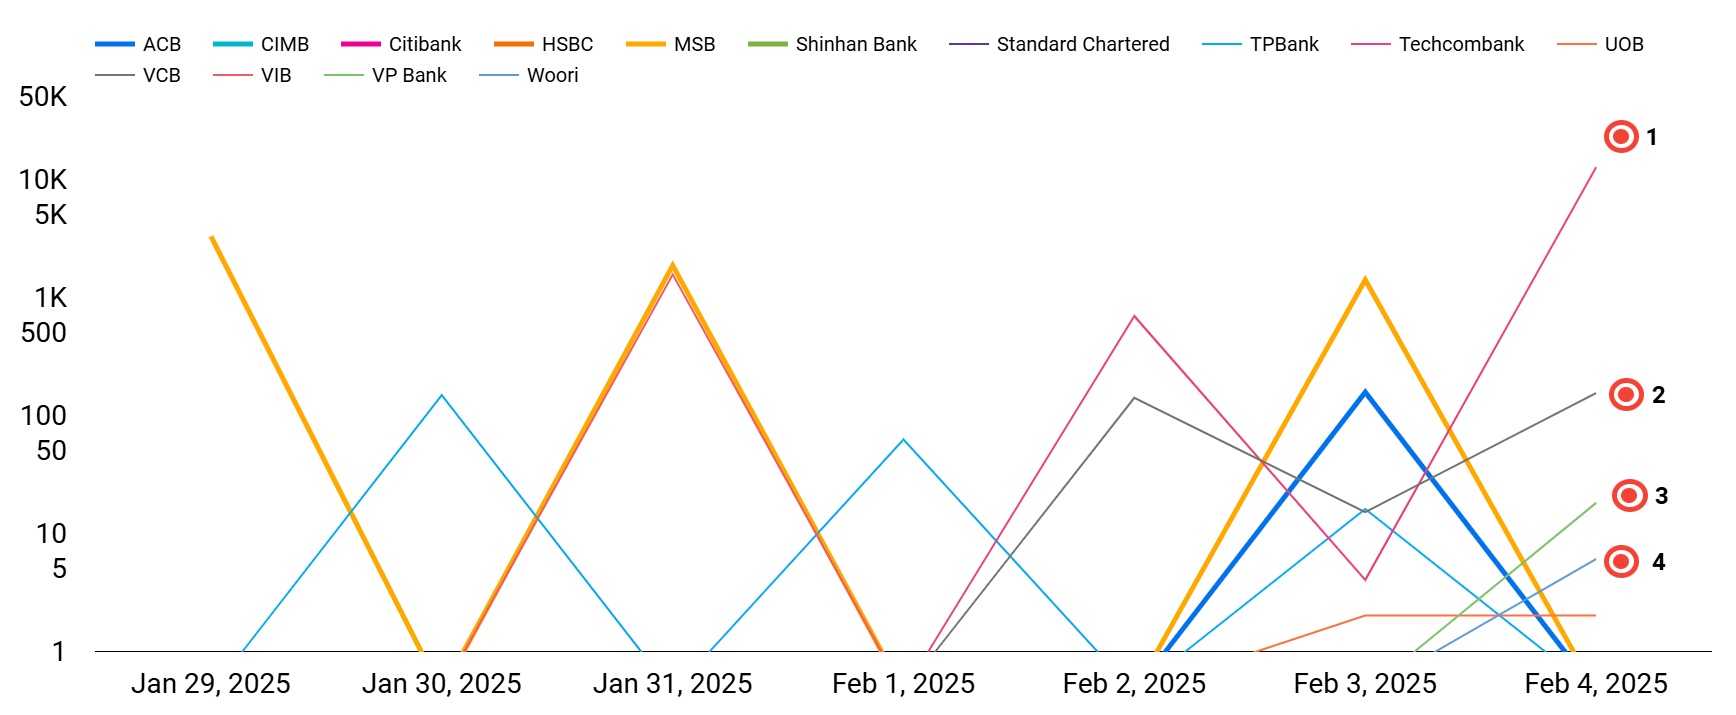 ACB CIMB Citibank HSBC MSB Shinhan Bank Standard Chartered TPBank Techcombank UOB
VCB VIB VP Bank Woori
50K
1
10K
5K
1K
500
2
100
50
3
10
4
5
1
Jan 29, 2025 Jan 30, 2025 Jan 31, 2025 Feb 1, 2025 Feb 2, 2025 Feb 3, 2025 Feb 4, 2025